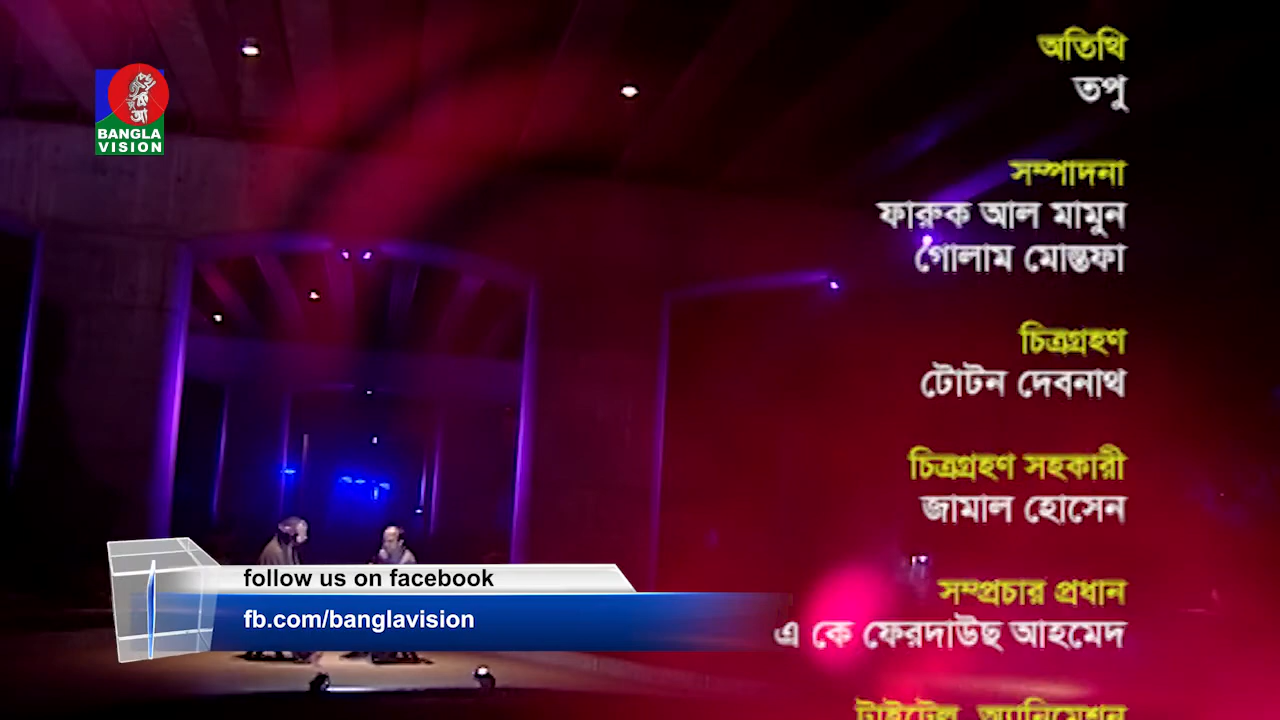 BANGLA
VISION
অতিথি
তপু
সম্পাদনা
ফারুক আল মামুন
গোলাম মোস্তফা
চিত্রগ্রহণ
টোটন দেবনাথ
চিত্রগ্রহণ সহকারী
জামাল হোসেন
সম্প্রচার প্রধান
এ কে ফেরদাউছ আহমেদ
টাইটেল অ্যানিমেশন
follow us on facebook
fb.com/banglavision